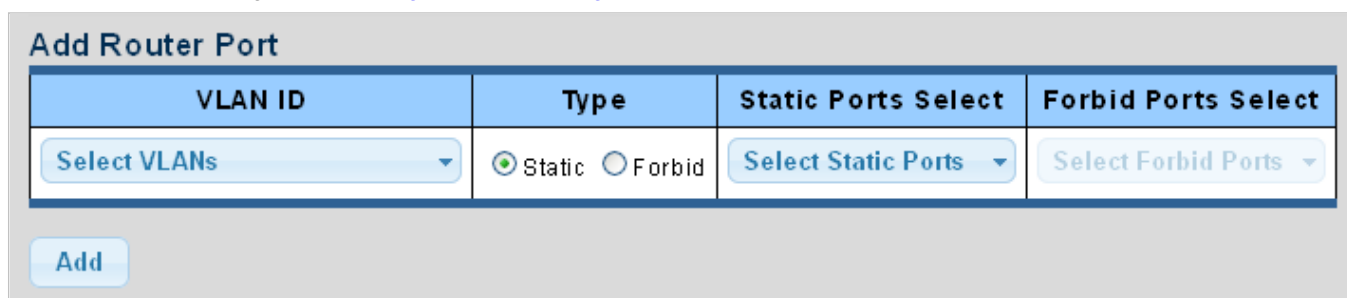 Add Router Port
VLAN ID Type Static Ports Select Forbid Ports Select
Select VLANs Static Forbid Select Static Ports Select Forbid Ports
Add